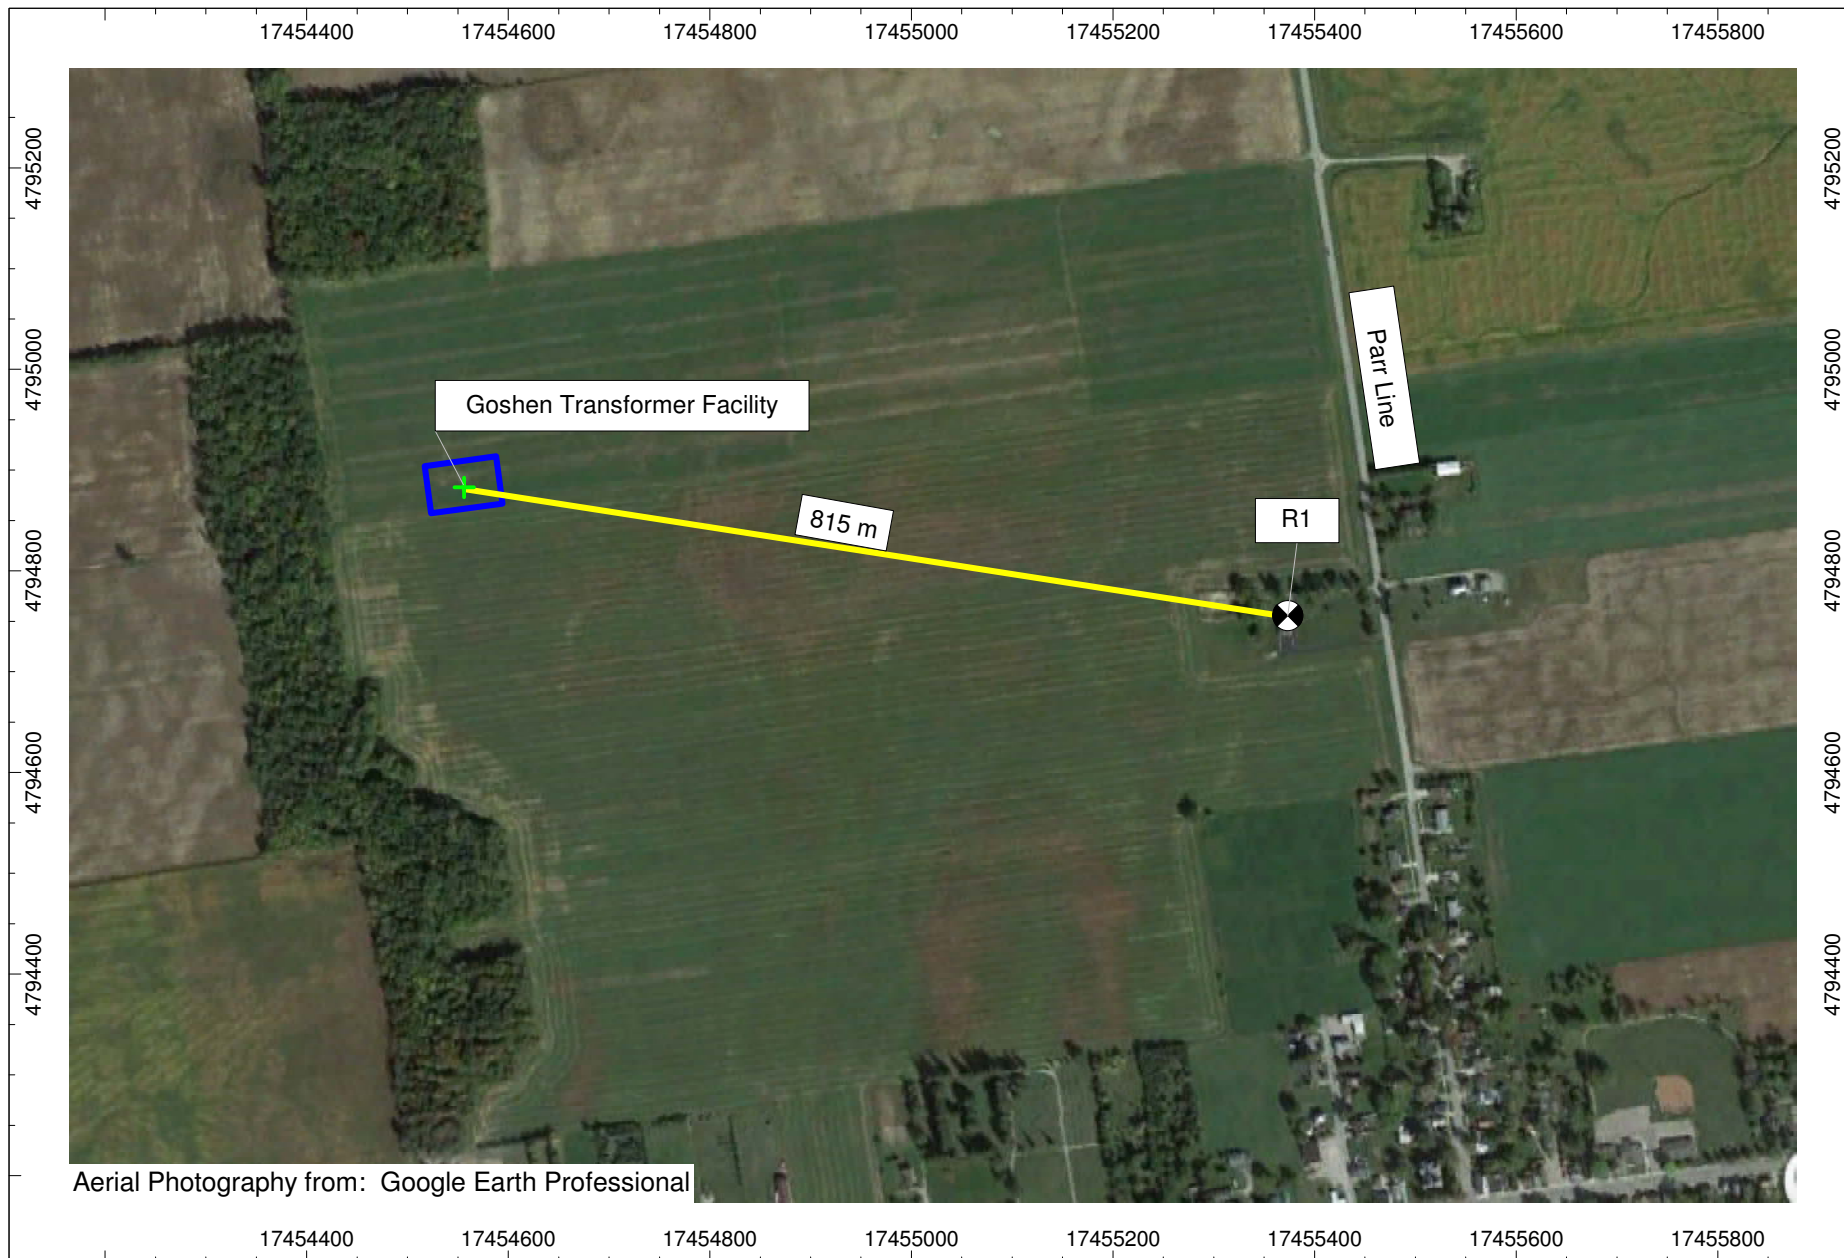 17454400 17454600 17454800 17455000 17455200 17455400 17455600 17455800
4795200 4795200
4795000 4795000
Parr Line
Goshen Transformer Facility
815 m
R1
4794800 4794800
4794600 4794600
4794400 4794400
Aerial Photography from: Google Earth Professional
17454400 17454600 17454800 17455000 17455200 17455400 17455600 17455800